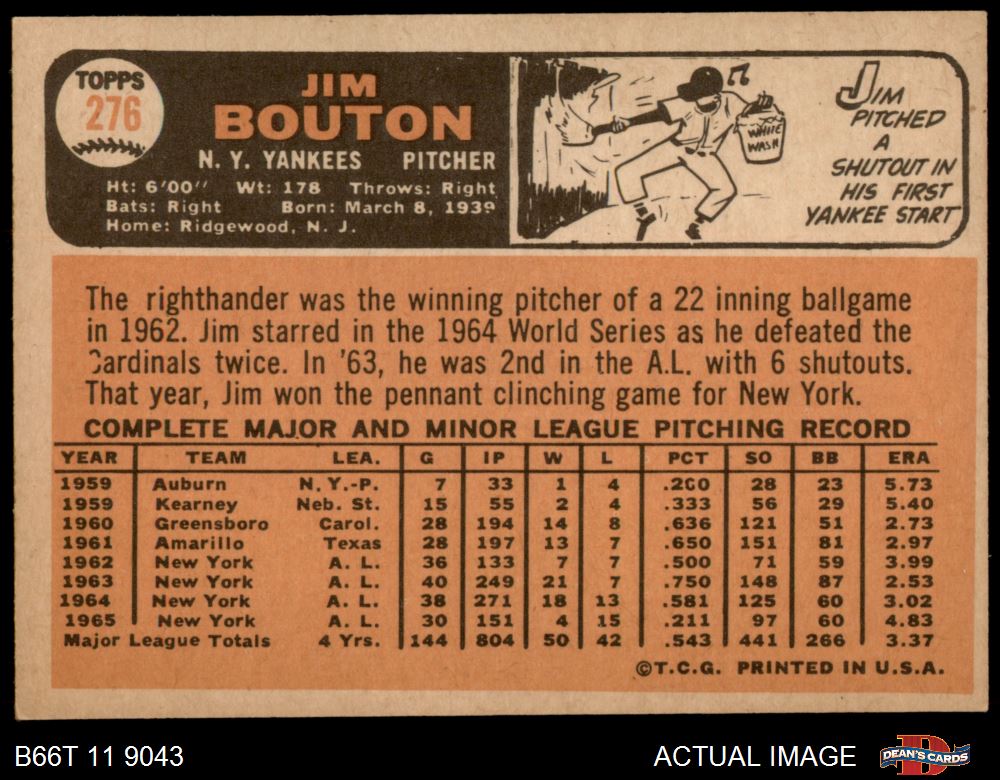 TOPPS
276
JIM
BOUTON
N. Y. YANKEES PITCHER
Ht: 6'00" Wt: 178 Throws: Right
Bats: Right Born: March 8, 1939
Home: Ridgewood, N. J.
WHITE
WASH
JIM
PITCHED
A
SHUTOUT IN
HIS FIRST
YANKEE START
The righthander was the winning pitcher of a 22 inning ballgame
in 1962. Jim starred in the 1964 World Series as he defeated the
Cardinals twice. In '63, he was 2nd in the A.L. with 6 shutouts.
That year, Jim won the pennant clinching game for New York.
COMPLETE MAJOR AND MINOR LEAGUE PITCHING RECORD
YEAR TEAM LEA. G IP W L PCT SO BB ERA
1959 Auburn N. Y.-P. 7 33 1 4 .200 28 23 5.73
1959 Kearney Neb. St. 15 55 2 4 .333 56 29 5.40
1960 Greensboro Carol. 28 194 14 8 .636 121 51 2.73
1961 Amarillo Texas 28 197 13 7 .650 151 81 2.97
1962 New York A. L. 36 133 7 7 .500 71 59 3.99
1963 New York A. L. 40 249 21 7 .750 148 87 2.53
1964 New York A. L. 38 271 18 13 .581 125 60 3.02
1965 New York A. L. 30 151 4 15 .211 97 60 4.83
Major League Totals 4 Yrs. 144 804 50 42 .543 441 266 3.37
©T.C.G. PRINTED IN U.S.A.
B66T 11 9043
ACTUAL IMAGE
D
DEAN'S CARDS